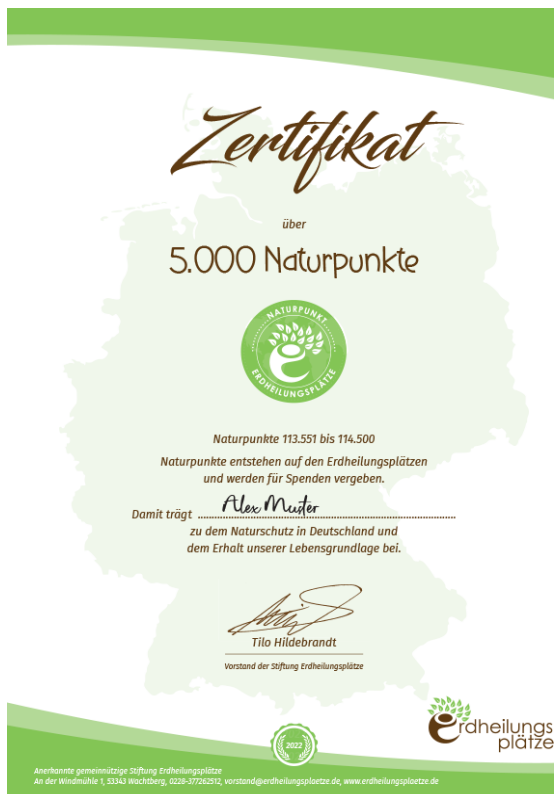 Zertifikat
über
5.000 Naturpunkte
NATURPUNKT
ERDHEILUNGSPLÄTZE
Naturpunkte 113.551 bis 114.500
Naturpunkte entstehen auf den Erdheilungsplätzen
und werden für Spenden vergeben.
Damit trägt Alex Muster
zu dem Naturschutz in Deutschland und
dem Erhalt unserer Lebensgrundlage bei.
Tilo Hildebrandt
Vorstand der Stiftung Erdheilungsplätze
erdheilungs
plätze
2022
Anerkannte gemeinnützige Stiftung Erdheilungsplätze
An der Windmühle 1, 53343 Wachtberg, 0228-377262512, vorstand@erdheilungsplaetze.de, www.erdheilungsplaetze.de